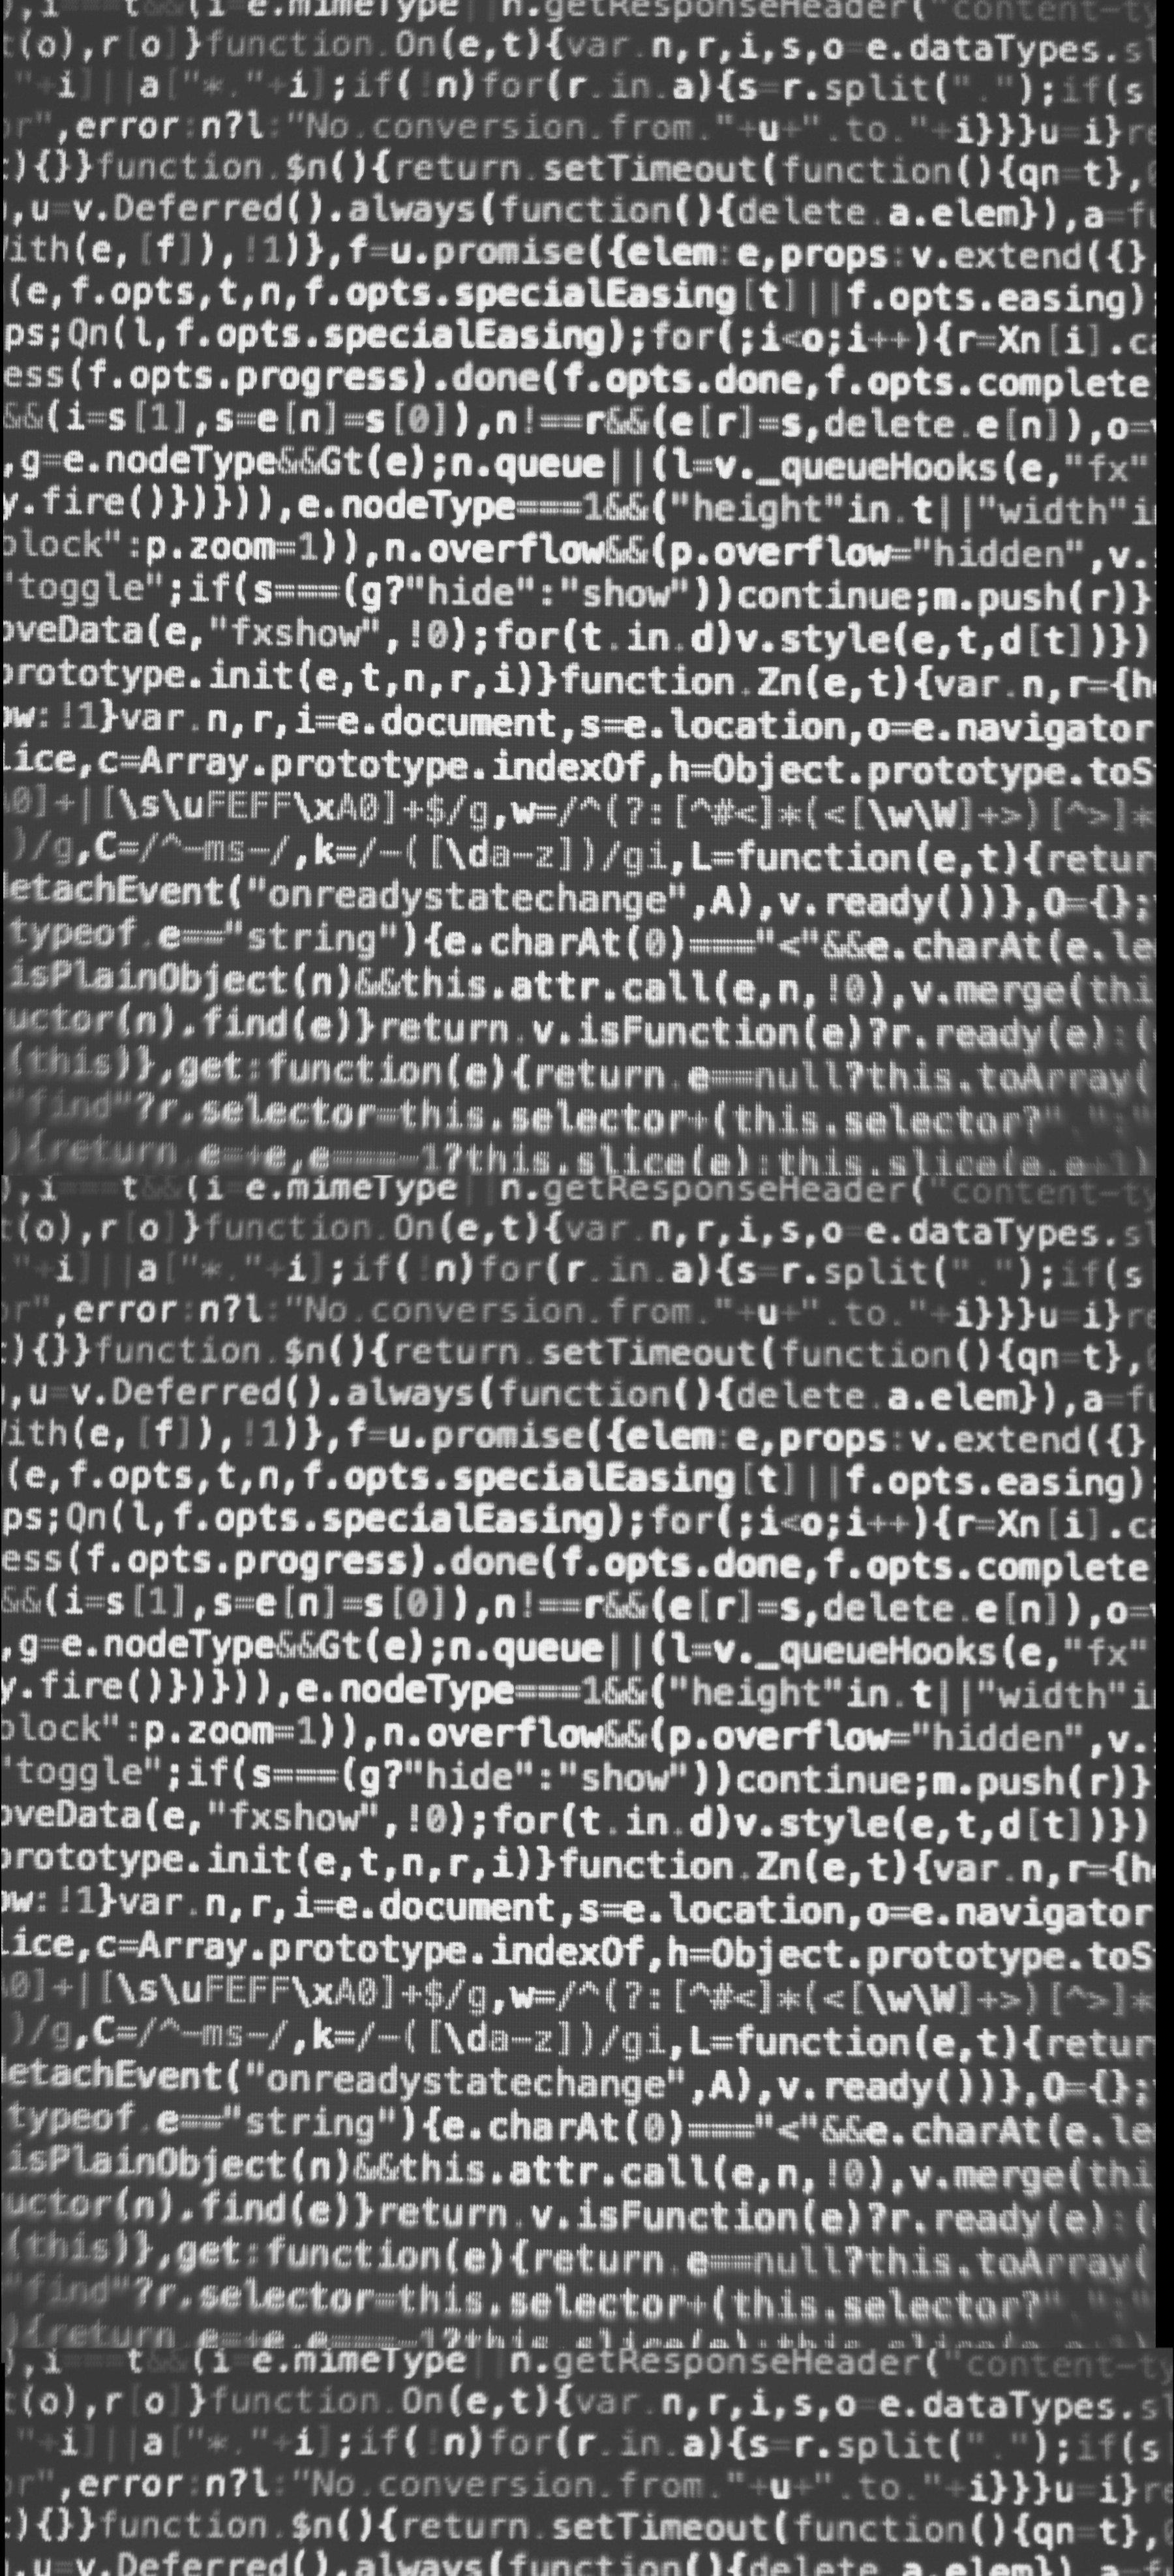 ),i===t&&(i=e.mimeType||n.getResponseHeader("content-ty
t(o),r[o]}function On(e,t){var n,r,i,s,o=e.dataTypes.sl
"+i]||a["* "+i];if(!n)for(r in a){s=r.split(" ");if(s
or",error:n?l:"No conversion from "+u+" to "+i}}}u=i}re
:){}}function $n(){return setTimeout(function(){qn=t},0
),u=v.Deferred().always(function(){delete a.elem}),a=fu
With(e,[f]),!1)},f=u.promise({elem:e,props:v.extend({},
(e,f.opts,t,n,f.opts.specialEasing[t]||f.opts.easing);
ps;Qn(l,f.opts.specialEasing);for(;i<o;i++){r=Xn[i].ca
ess(f.opts.progress).done(f.opts.done,f.opts.complete
&&(i=s[1],s=e[n]=s[0]),n!==r&&(e[r]=s,delete e[n]),o=v
,g=e.nodeType&&Gt(e);n.queue||(l=v._queueHooks(e,"fx"
y.fire()})})),e.nodeType===1&&("height"in t||"width"i
block":p.zoom=1)),n.overflow&&(p.overflow="hidden",v.
"toggle";if(s===(g?"hide":"show"))continue;m.push(r)}
oveData(e,"fxshow",!0);for(t in d)v.style(e,t,d[t])})
prototype.init(e,t,n,r,i)}function Zn(e,t){var n,r={he
ow:!1}var n,r,i=e.document,s=e.location,o=e.navigator
lice,c=Array.prototype.indexOf,h=Object.prototype.toS
A0]+|[\s\uFEFF\xA0]+$/g,w=/^(?:[^#<]*(<[\w\W]+>)[^>]*
)/g,C=/^-ms-/,k=/-([\da-z])/gi,L=function(e,t){retur
detachEvent("onreadystatechange",A),v.ready())},O={};
typeof e=="string"){e.charAt(0)==="<"&&e.charAt(e.le
isPlainObject(n)&&this.attr.call(e,n,!0),v.merge(thi
uctor(n).find(e)}return v.isFunction(e)?r.ready(e):(
(this)},get:function(e){return e==null?this.toArray(
"find"?r.selector=this.selector+(this.selector?" ":"
){return e=+e,e===-1?this.slice(e):this.slice(e,e+1)
),i===t&&(i=e.mimeType||n.getResponseHeader("content-ty
t(o),r[o]}function On(e,t){var n,r,i,s,o=e.dataTypes.sl
"+i]||a["* "+i];if(!n)for(r in a){s=r.split(" ");if(s
or",error:n?l:"No conversion from "+u+" to "+i}}}u=i}re
:){}}function $n(){return setTimeout(function(){qn=t},0
),u=v.Deferred().always(function(){delete a.elem}),a=fu
With(e,[f]),!1)},f=u.promise({elem:e,props:v.extend({},
(e,f.opts,t,n,f.opts.specialEasing[t]||f.opts.easing);
ps;Qn(l,f.opts.specialEasing);for(;i<o;i++){r=Xn[i].ca
ess(f.opts.progress).done(f.opts.done,f.opts.complete
&&(i=s[1],s=e[n]=s[0]),n!==r&&(e[r]=s,delete e[n]),o=v
,g=e.nodeType&&Gt(e);n.queue||(l=v._queueHooks(e,"fx"
y.fire()})})),e.nodeType===1&&("height"in t||"width"i
block":p.zoom=1)),n.overflow&&(p.overflow="hidden",v.
"toggle";if(s===(g?"hide":"show"))continue;m.push(r)}
oveData(e,"fxshow",!0);for(t in d)v.style(e,t,d[t])})
prototype.init(e,t,n,r,i)}function Zn(e,t){var n,r={he
ow:!1}var n,r,i=e.document,s=e.location,o=e.navigator
lice,c=Array.prototype.indexOf,h=Object.prototype.toS
A0]+|[\s\uFEFF\xA0]+$/g,w=/^(?:[^#<]*(<[\w\W]+>)[^>]*
)/g,C=/^-ms-/,k=/-([\da-z])/gi,L=function(e,t){retur
detachEvent("onreadystatechange",A),v.ready())},O={};
typeof e=="string"){e.charAt(0)==="<"&&e.charAt(e.le
isPlainObject(n)&&this.attr.call(e,n,!0),v.merge(thi
uctor(n).find(e)}return v.isFunction(e)?r.ready(e):(
(this)},get:function(e){return e==null?this.toArray(
"find"?r.selector=this.selector+(this.selector?" ":"
){return e=+e,e===-1?this.slice(e):this.slice(e,e+1)
),i===t&&(i=e.mimeType||n.getResponseHeader("content-ty
t(o),r[o]}function On(e,t){var n,r,i,s,o=e.dataTypes.s
"+i]||a["* "+i];if(!n)for(r in a){s=r.split(" ");if(s
or",error:n?l:"No conversion from "+u+" to "+i}}}u=i}re
:){}}function $n(){return setTimeout(function(){qn=t},
),u=v.Deferred().always(function(){delete a.elem}),a=fu